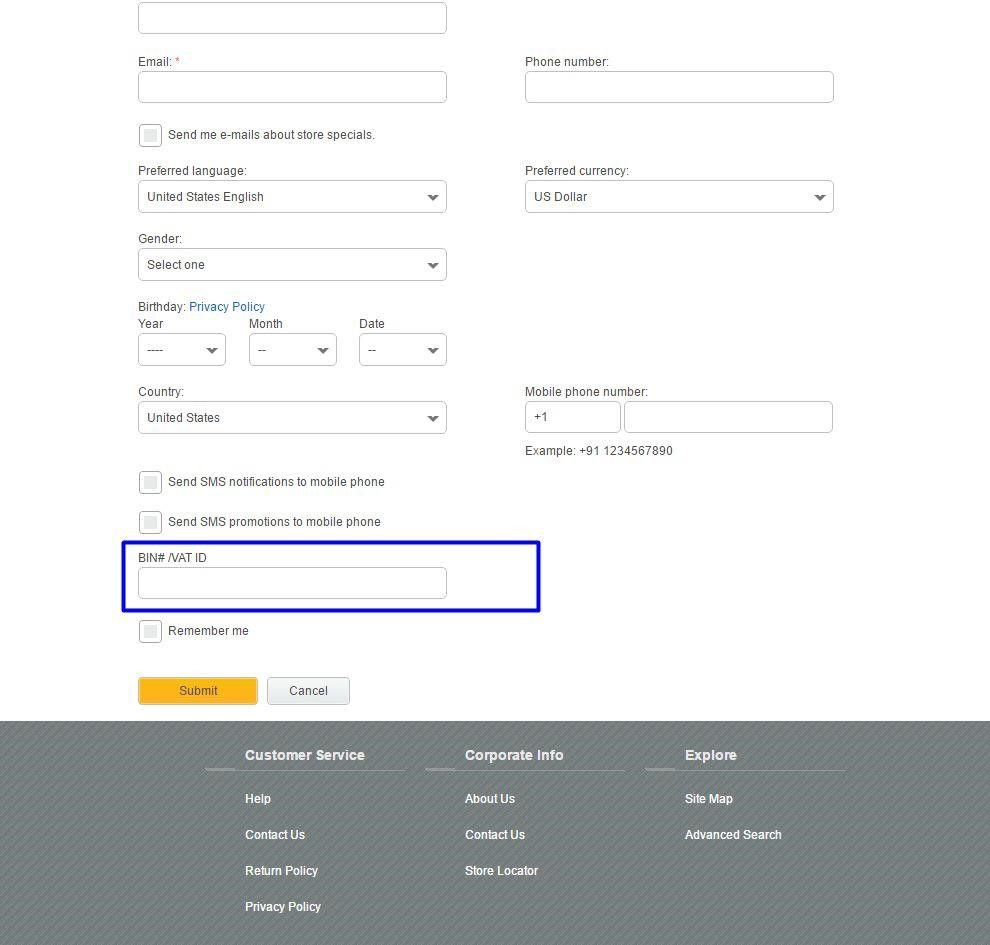 Email: *
Phone number:
Send me e-mails about store specials.
Preferred language:
Preferred currency:
United States English
US Dollar
Gender:
Select one
Birthday: Privacy Policy
Year Month Date
---- -- --
Country:
Mobile phone number:
United States
+1
Example: +91 1234567890
Send SMS notifications to mobile phone
Send SMS promotions to mobile phone
BIN# /VAT ID
Remember me
Submit
Cancel
Customer Service
Help
Contact Us
Return Policy
Privacy Policy
Corporate Info
About Us
Contact Us
Store Locator
Explore
Site Map
Advanced Search